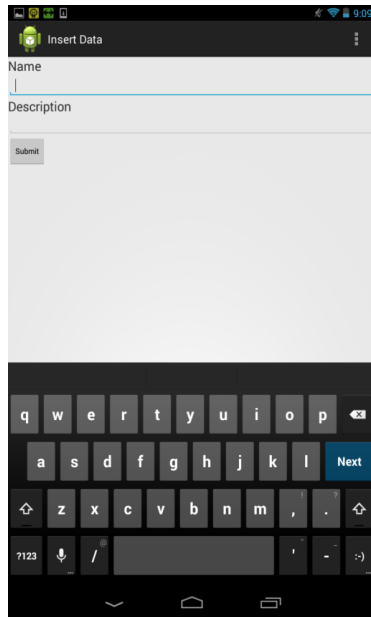 9:09
Insert Data
Name
Description
Submit
q w e r t y u i o p
a s d f g h j k l Next
z x c v b n m ! , ? .
?123 @ / " ' _ - :-)